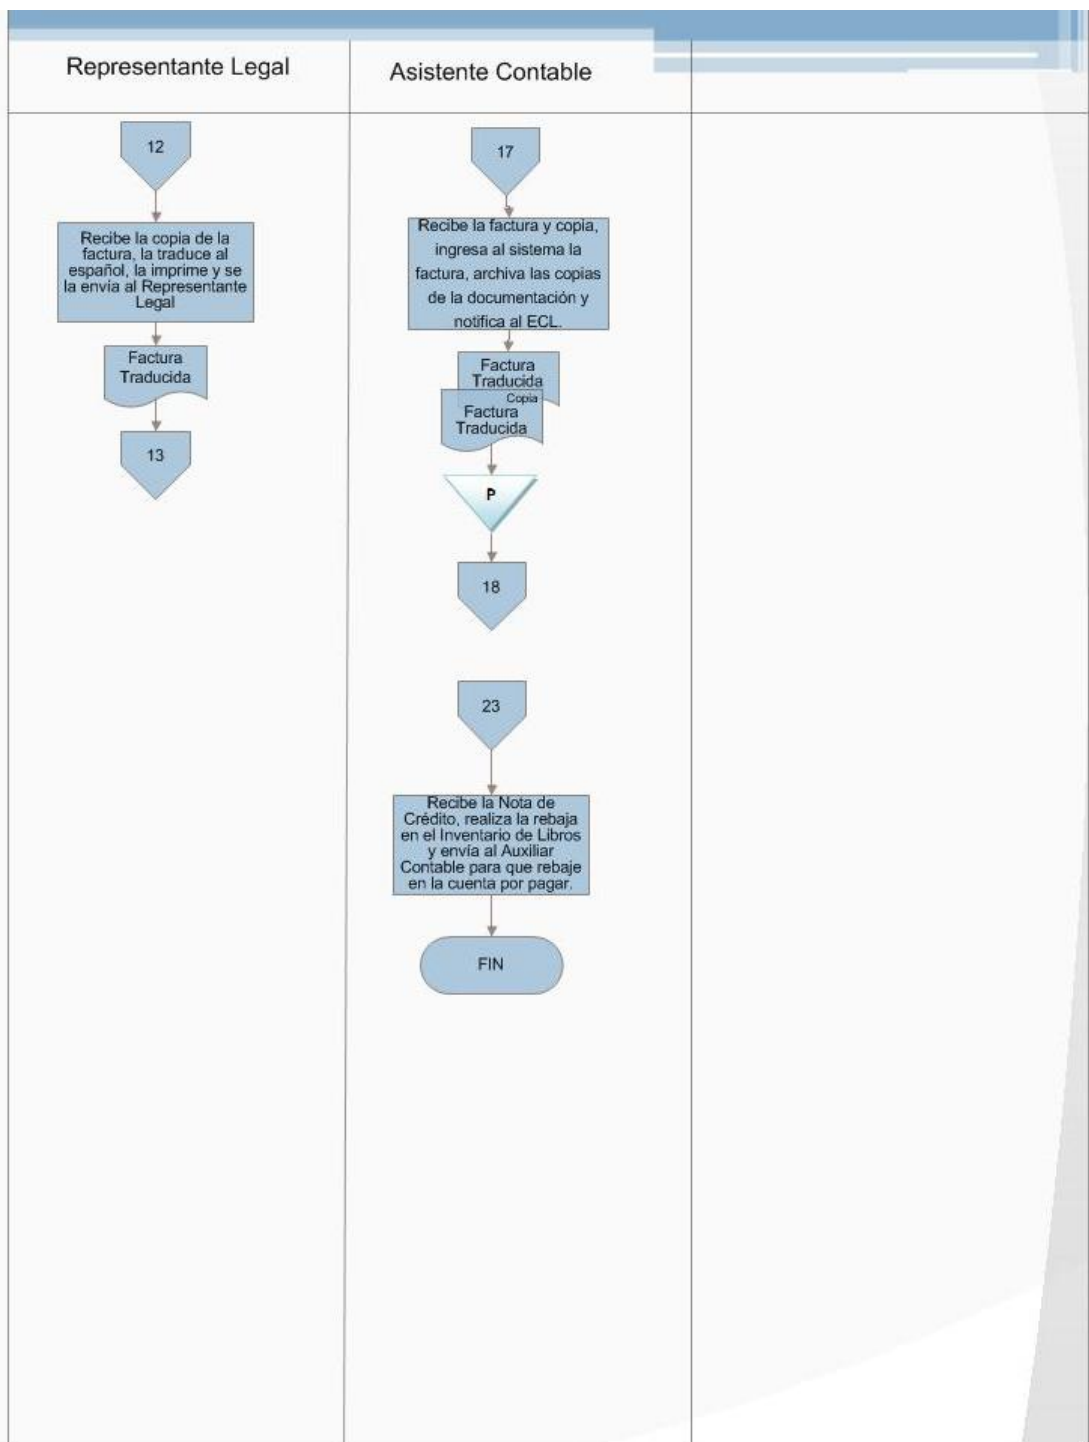 Representante Legal
Asistente Contable
12
Recibe la copia de la
factura, la traduce al
español, la imprime y se
la envía al Representante
Legal
Factura
Traducida
13
17
Recibe la factura y copia,
ingresa al sistema la
factura, archiva las copias
de la documentación y
notifica al ECL.
Factura
Traducida
Copia
Factura
Traducida
P
18
23
Recibe la Nota de
Crédito, realiza la rebaja
en el Inventario de Libros
y envía al Auxiliar
Contable para que rebaje
en la cuenta por pagar.
FIN